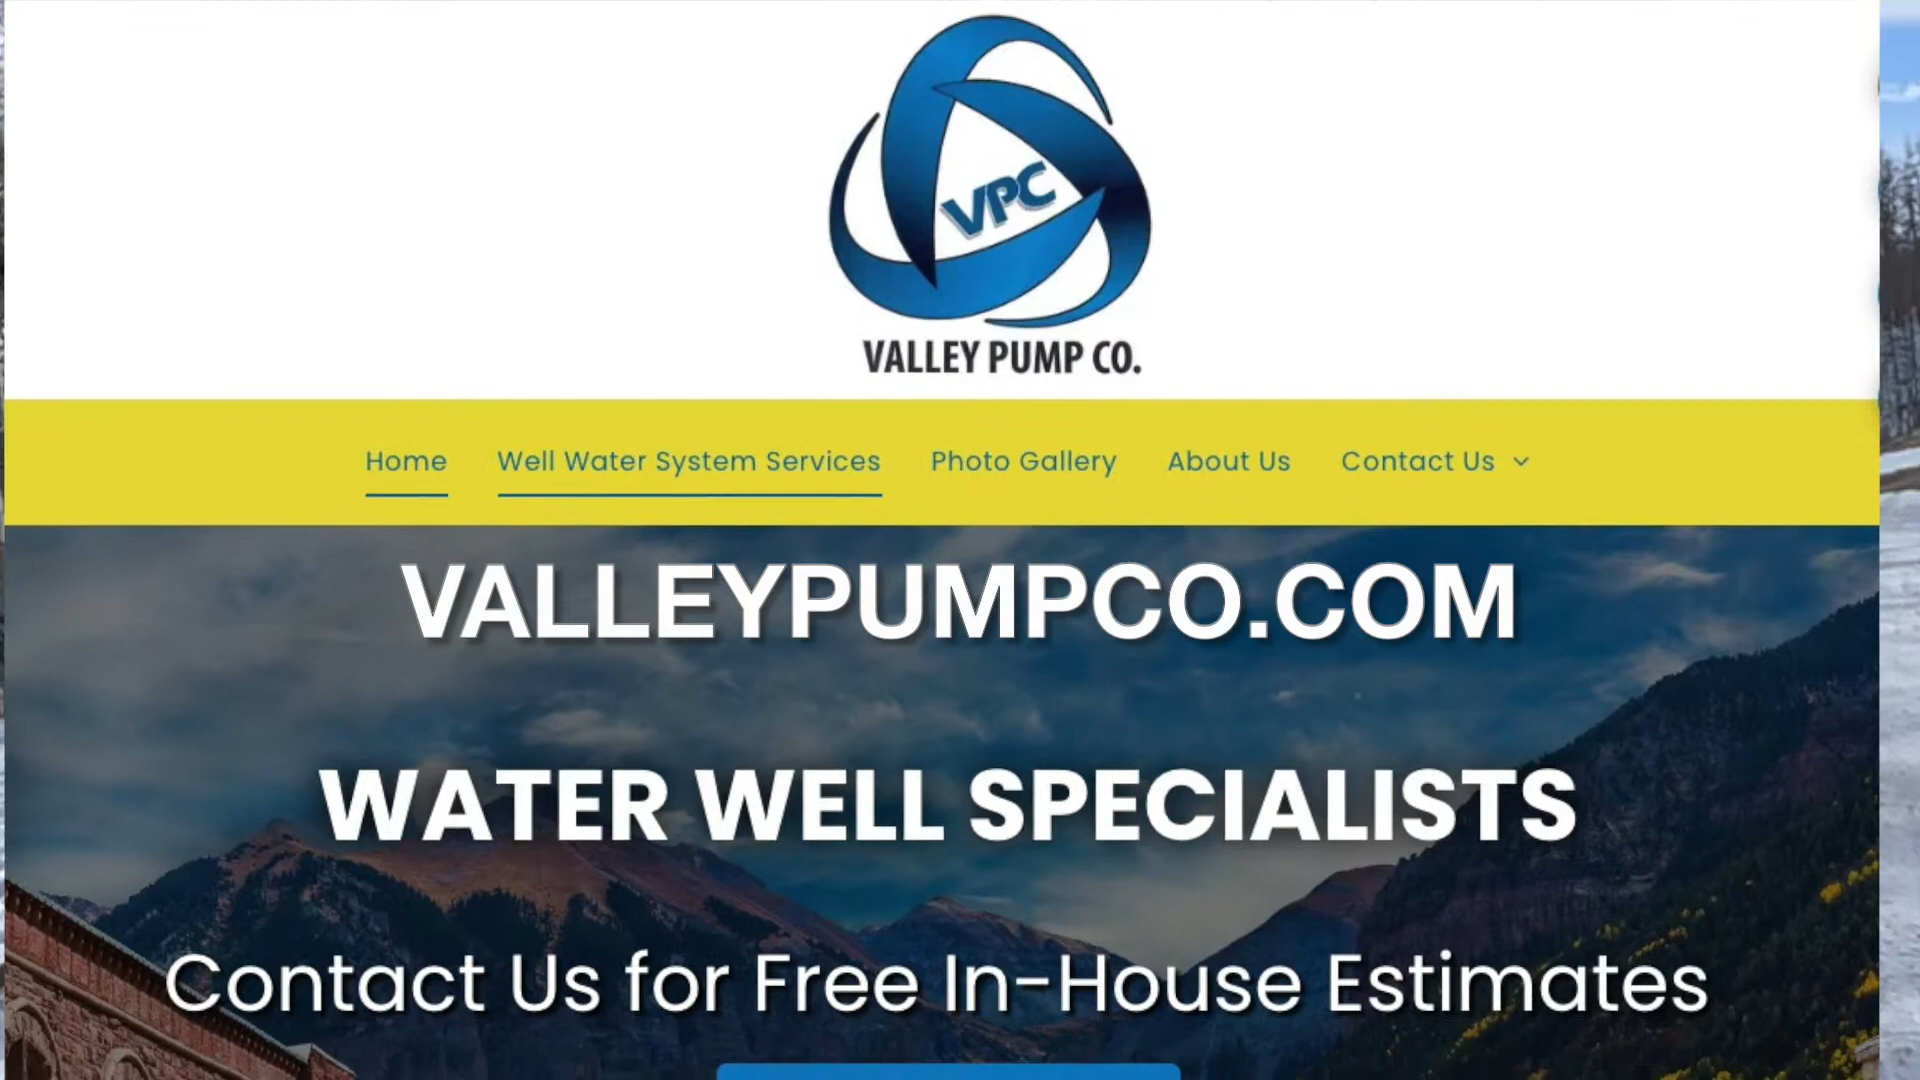 VPC
VALLEY PUMP CO.
Home Well Water System Services Photo Gallery About Us Contact Us
VALLEYPUMPCO.COM
WATER WELL SPECIALISTS
Contact Us for Free In-House Estimates